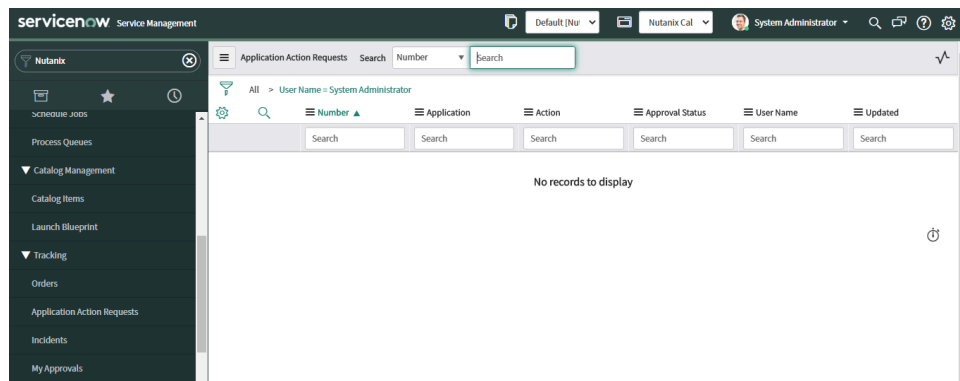 servicenow Service Management
Default [Nu
Nutanix Cal
System Administrator
Nutanix
Application Action Requests Search Number Search
All > User Name = System Administrator
Number Application Action Approval Status User Name Updated
Search Search Search Search Search Search
No records to display
Schedule Jobs
Process Queues
Catalog Management
Catalog Items
Launch Blueprint
Tracking
Orders
Application Action Requests
Incidents
My Approvals